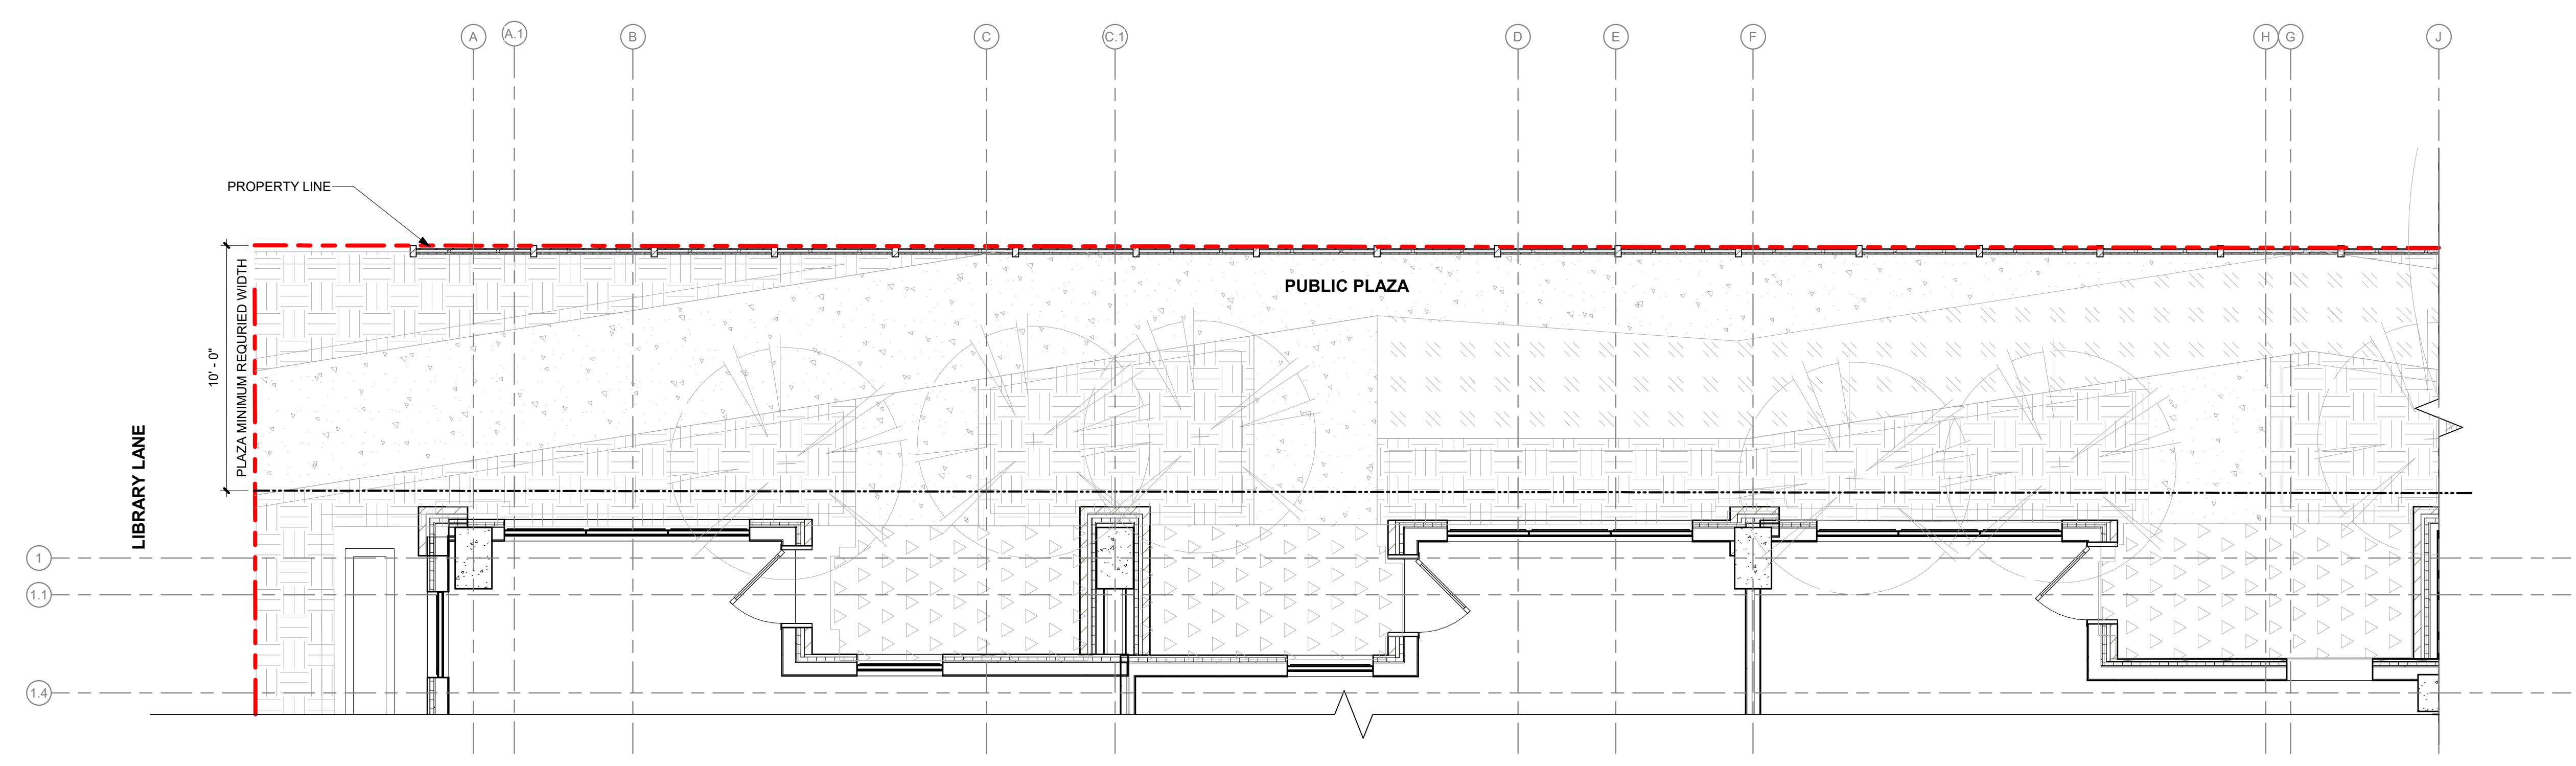 A
A.1
B
C
C.1
D
E
F
H
G
J
PROPERTY LINE
PUBLIC PLAZA
10' - 0"
PLAZA MINIMUM REQURIED WIDTH
LIBRARY LANE
1
1.1
1.4